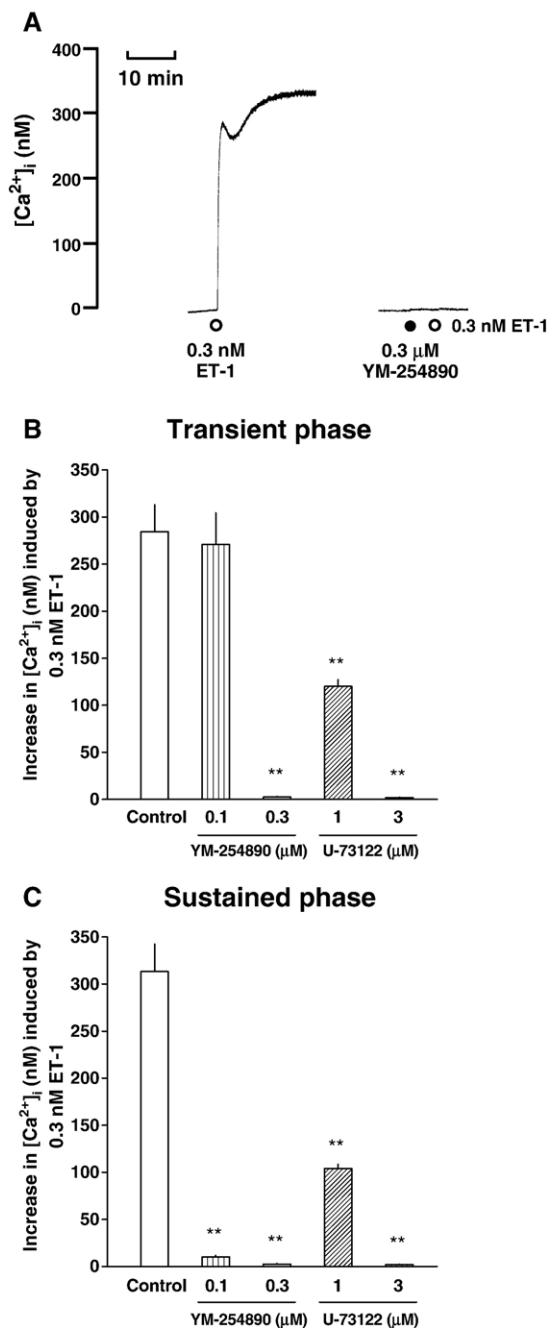 A
400
300
200
100
0
[Ca²⁺]ᵢ (nM)
10 min
0.3 nM
ET-1
0.3 μM
YM-254890
0.3 nM ET-1
B Transient phase
Increase in [Ca²⁺]ᵢ (nM) induced by
0.3 nM ET-1
350
300
250
200
150
100
50
0
**
**
**
Control 0.1 0.3 1 3
YM-254890 (μM) U-73122 (μM)
C Sustained phase
Increase in [Ca²⁺]ᵢ (nM) induced by
0.3 nM ET-1
350
300
250
200
150
100
50
0
**
**
**
**
Control 0.1 0.3 1 3
YM-254890 (μM) U-73122 (μM)